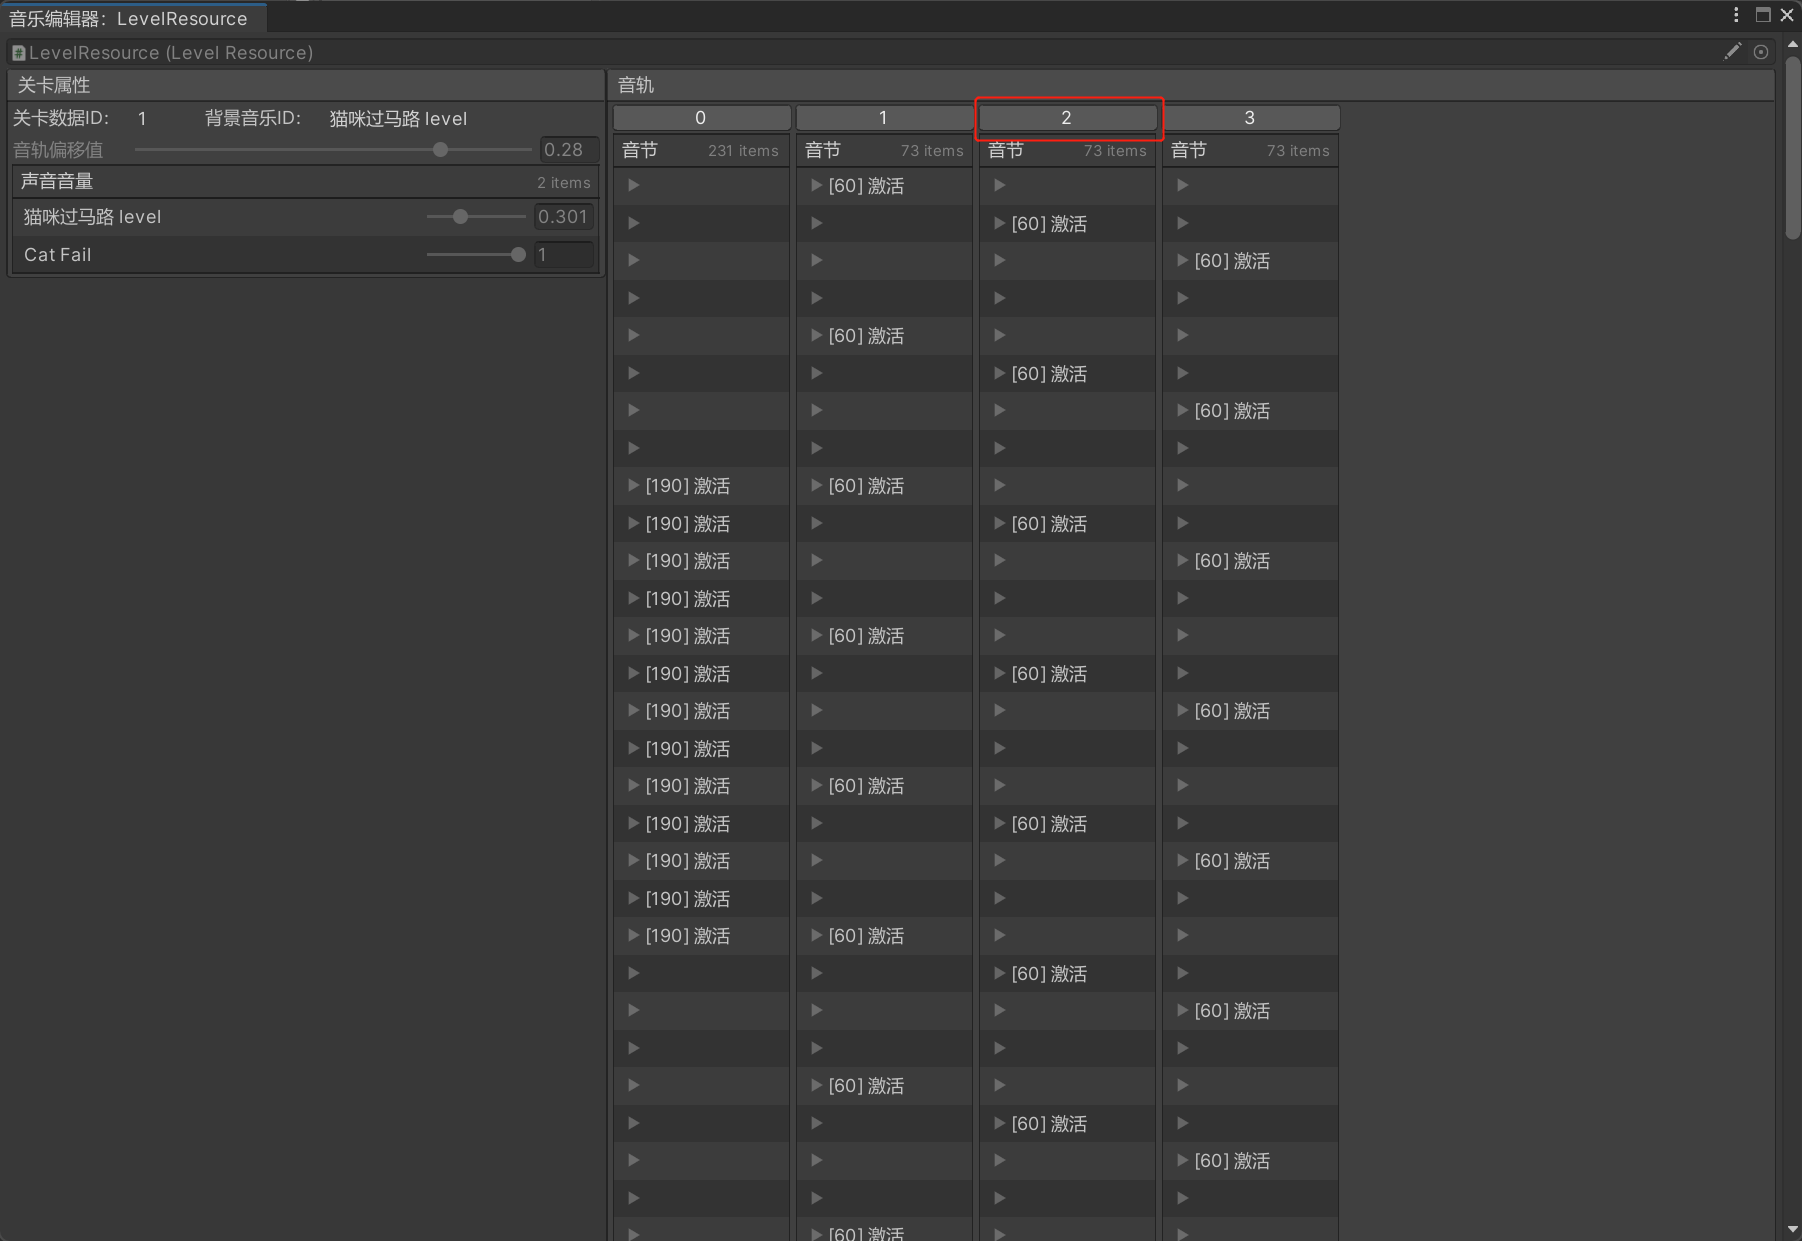 音乐编辑器：LevelResource
LevelResource (Level Resource)
关卡属性
音轨
关卡数据ID: 1 背景音乐ID: 猫咪过马路 level
0 1 2 3
音轨偏移值 0.28
音节 231 items 音节 73 items 音节 73 items 音节 73 items
声音音量 2 items
[60] 激活
猫咪过马路 level 0.301
[60] 激活
Cat Fail 1
[60] 激活
[60] 激活
[60] 激活
[60] 激活
[190] 激活 [60] 激活
[190] 激活 [60] 激活
[190] 激活 [60] 激活
[190] 激活
[190] 激活 [60] 激活
[190] 激活 [60] 激活
[190] 激活 [60] 激活
[190] 激活
[190] 激活 [60] 激活
[190] 激活 [60] 激活
[190] 激活 [60] 激活
[190] 激活
[190] 激活 [60] 激活
[60] 激活
[60] 激活
[60] 激活
[60] 激活
[60] 激活
[60] 激活